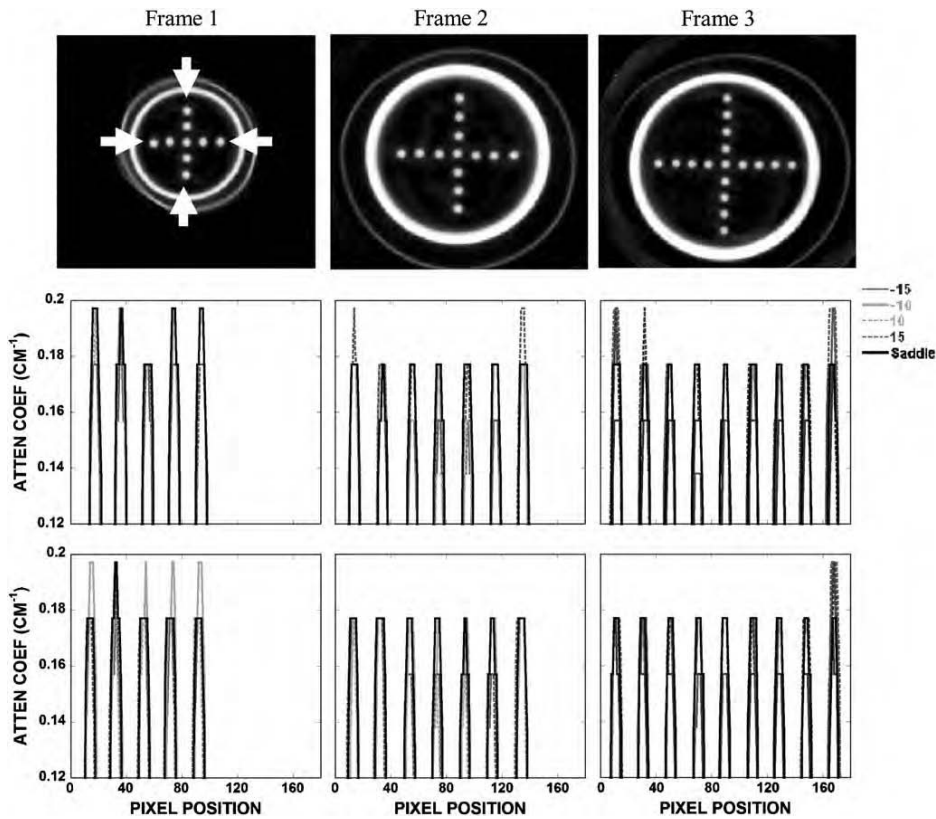 Frame 1 Frame 2 Frame 3
-15
-10
10
15
Saddle
ATTEN COEF (CM⁻¹)
0.2
0.18
0.16
0.14
0.12
ATTEN COEF (CM⁻¹)
0.2
0.18
0.16
0.14
0.12
0 40 80 120 160 0 40 80 120 160 0 40 80 120 160
PIXEL POSITION PIXEL POSITION PIXEL POSITION